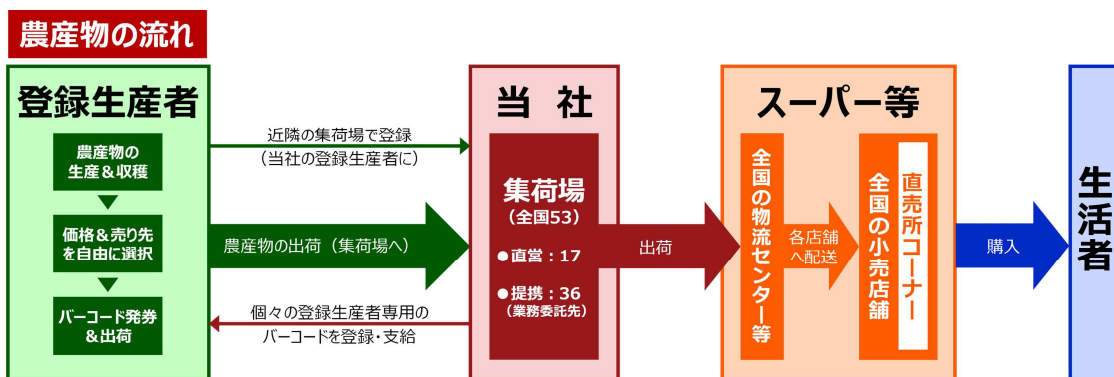 農産物の流れ
登録生産者
農産物の
生産&収穫
価格&売り先
を自由に選択
バーコード発券
&出荷
近隣の集荷場で登録
(当社の登録生産者に)
農産物の出荷(集荷場へ)
個々の登録生産者専用の
バーコードを登録・支給
当社
集荷場
(全国53)
●直営:17
●提携:36
(業務委託先)
出荷
スーパー等
全国の物流センター等
各店舗
へ配送
直売所コーナー
全国の小売店舗
購入
生活者